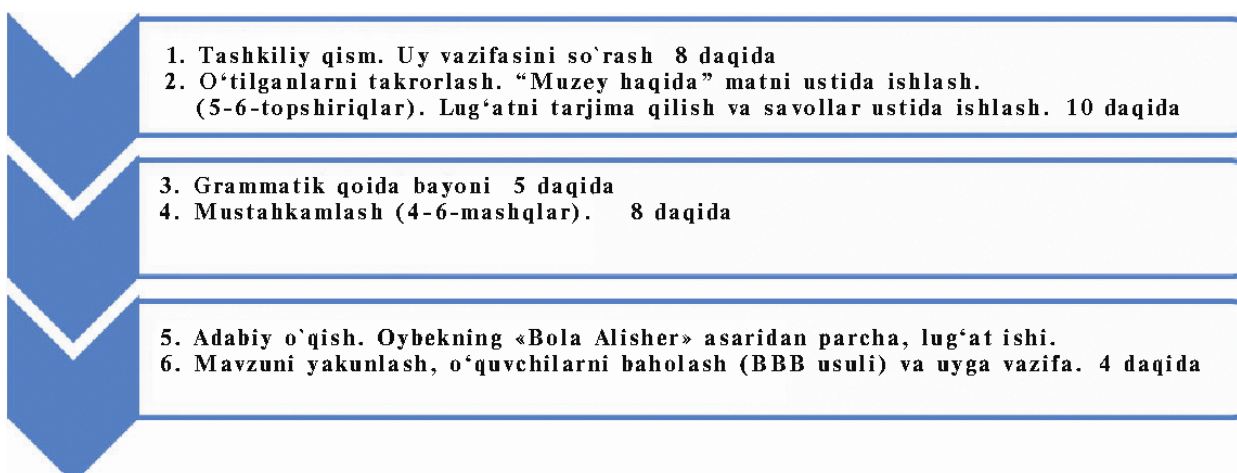 1. Tashkiliy qism. Uy vazifasini so`rash 8 daqida
2. O‘tilganlarni takrorlash. “Muzey haqida” matni ustida ishlash.
(5-6-topshiriqlar). Lug‘atni tarjima qilish va savollar ustida ishlash. 10 daqida
3. Grammatik qoida bayoni 5 daqida
4. Mustahkamlash (4-6-mashqlar). 8 daqida
5. Adabiy o`qish. Oybekning «Bola Alisher» asaridan parcha, lug‘at ishi.
6. Mavzuni yakunlash, o‘quvchilarni baholash (BBB usuli) va uyga vazifa. 4 daqida